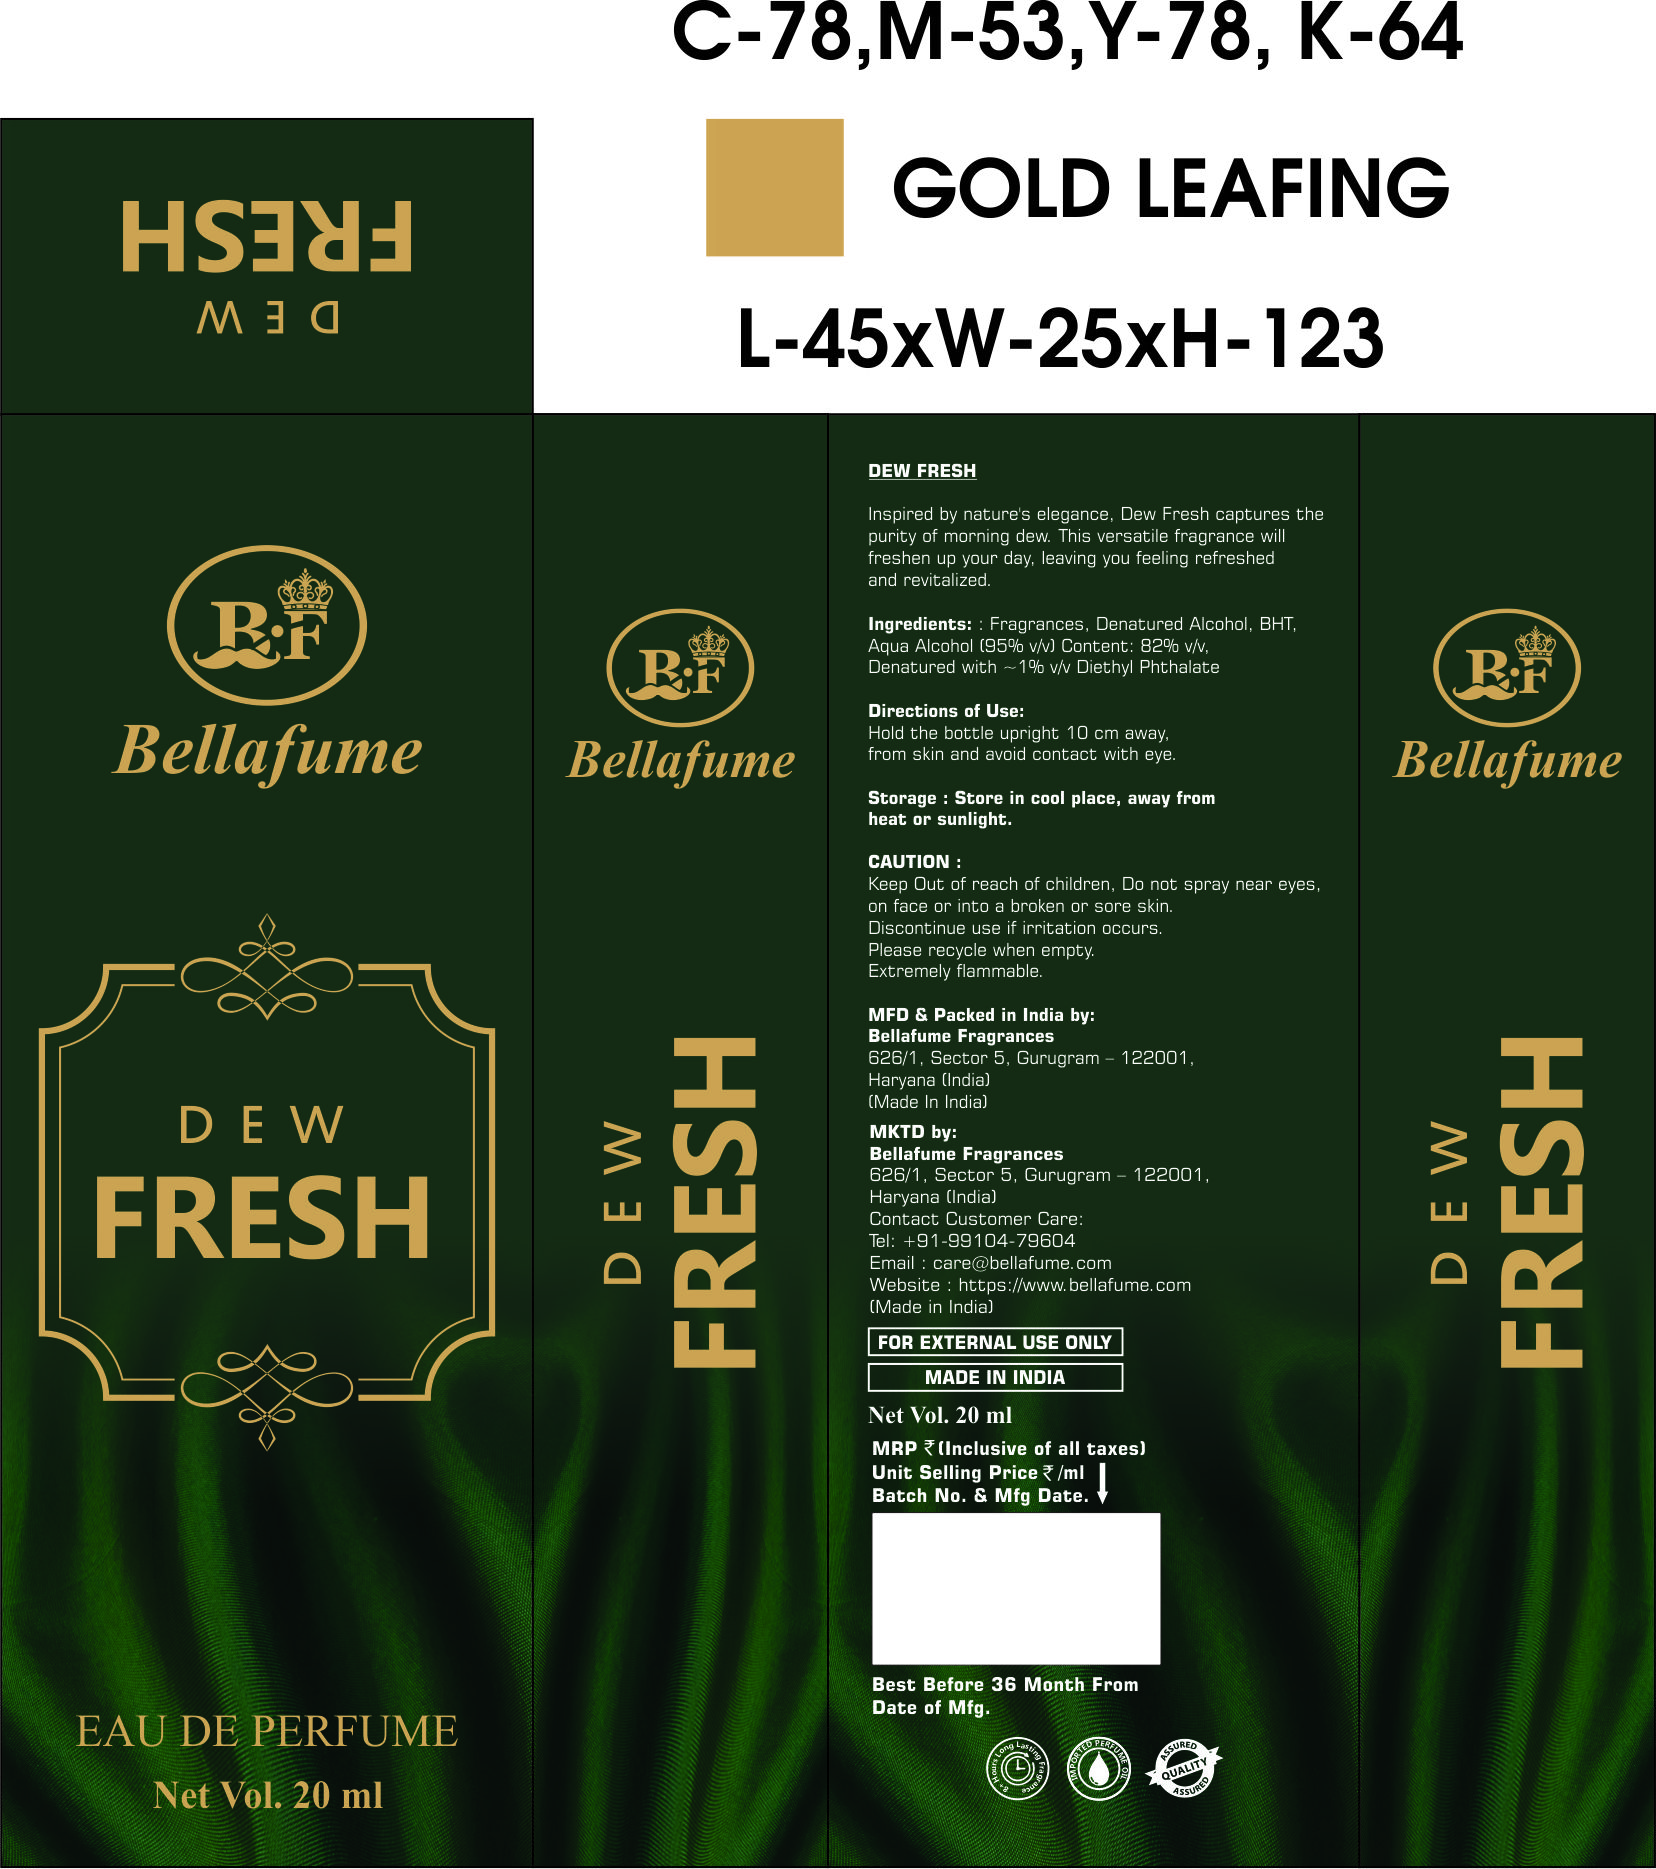 C-78,M-53,Y-78, K-64
GOLD LEAFING
L-45xW-25xH-123
DEW
FRESH
B.F
Bellafume
DEW
FRESH
EAU DE PERFUME
Net Vol. 20 ml
B.F
Bellafume
DEW
FRESH
DEW FRESH
Inspired by nature's elegance, Dew Fresh captures the
purity of morning dew. This versatile fragrance will
freshen up your day, leaving you feeling refreshed
and revitalized.
Ingredients: : Fragrances, Denatured Alcohol, BHT,
Aqua Alcohol (95% v/v) Content: 82% v/v,
Denatured with ~1% v/v Diethyl Phthalate
Directions of Use:
Hold the bottle upright 10 cm away,
from skin and avoid contact with eye.
Storage : Store in cool place, away from
heat or sunlight.
CAUTION :
Keep Out of reach of children, Do not spray near eyes,
on face or into a broken or sore skin.
Discontinue use if irritation occurs.
Please recycle when empty.
Extremely flammable.
MFD & Packed in India by:
Bellafume Fragrances
626/1, Sector 5, Gurugram – 122001,
Haryana (India)
(Made In India)
MKTD by:
Bellafume Fragrances
626/1, Sector 5, Gurugram – 122001,
Haryana (India)
Contact Customer Care:
Tel: +91-99104-79604
Email : care@bellafume.com
Website : https://www.bellafume.com
(Made in India)
FOR EXTERNAL USE ONLY
MADE IN INDIA
Net Vol. 20 ml
MRP ₹ (Inclusive of all taxes)
Unit Selling Price ₹ /ml
Batch No. & Mfg Date.
Best Before 36 Month From
Date of Mfg.
8+ Hours Long Lasting Fragrance
IMPORTED PERFUME OIL
ASSURED
QUALITY
ASSURED
B.F
Bellafume
DEW
FRESH